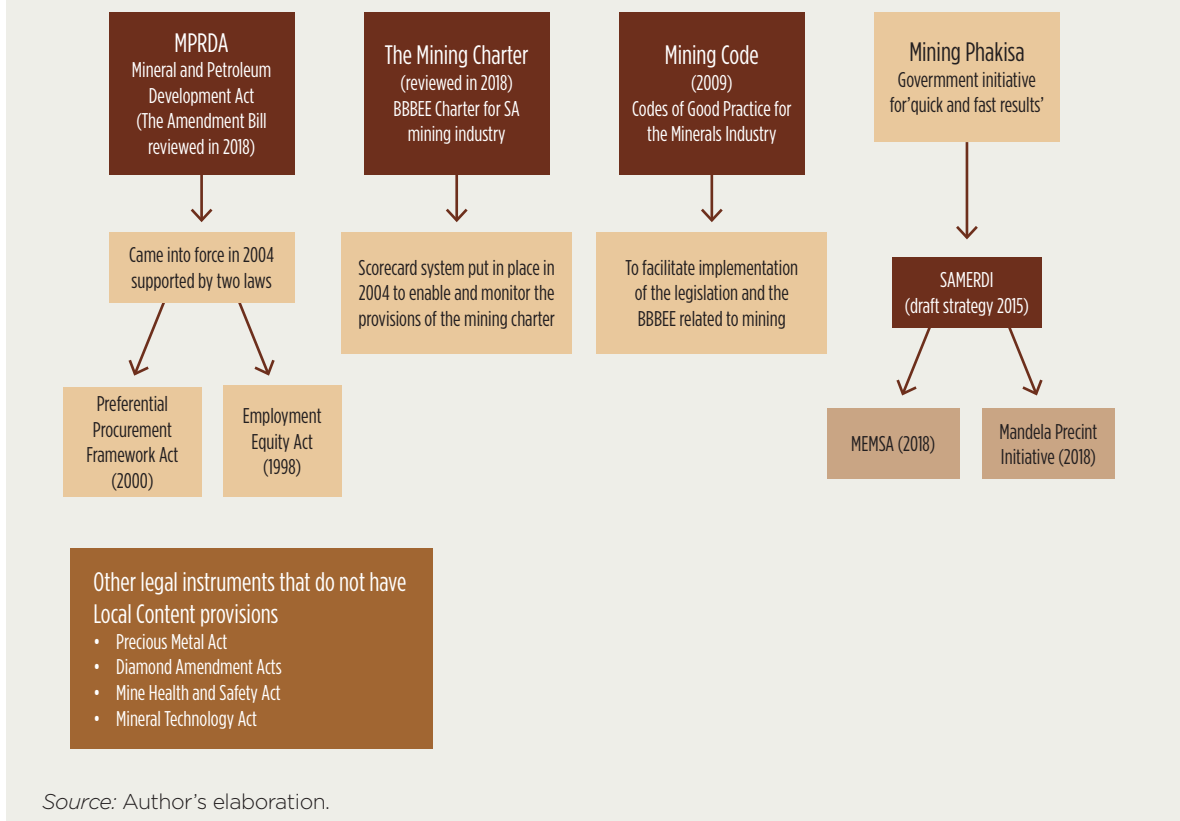 MPRDA
Mineral and Petroleum
Development Act
(The Amendment Bill
reviewed in 2018)
The Mining Charter
(reviewed in 2018)
BBBEE Charter for SA
mining industry
Mining Code
(2009)
Codes of Good Practice for
the Minerals Industry
Mining Phakisa
Govermment initiative
for'quick and fast results'
Came into force in 2004
supported by two laws
Scorecard system put in place in
2004 to enable and monitor the
provisions of the mining charter
To facilitate implementation
of the legislation and the
BBBEE related to mining
SAMERDI
(draft strategy 2015)
Preferential
Procurement
Framework Act
(2000)
Employment
Equity Act
(1998)
MEMSA (2018)
Mandela Precint
Initiative (2018)
Other legal instruments that do not have
Local Content provisions
• Precious Metal Act
• Diamond Amendment Acts
• Mine Health and Safety Act
• Mineral Technology Act
Source: Author's elaboration.